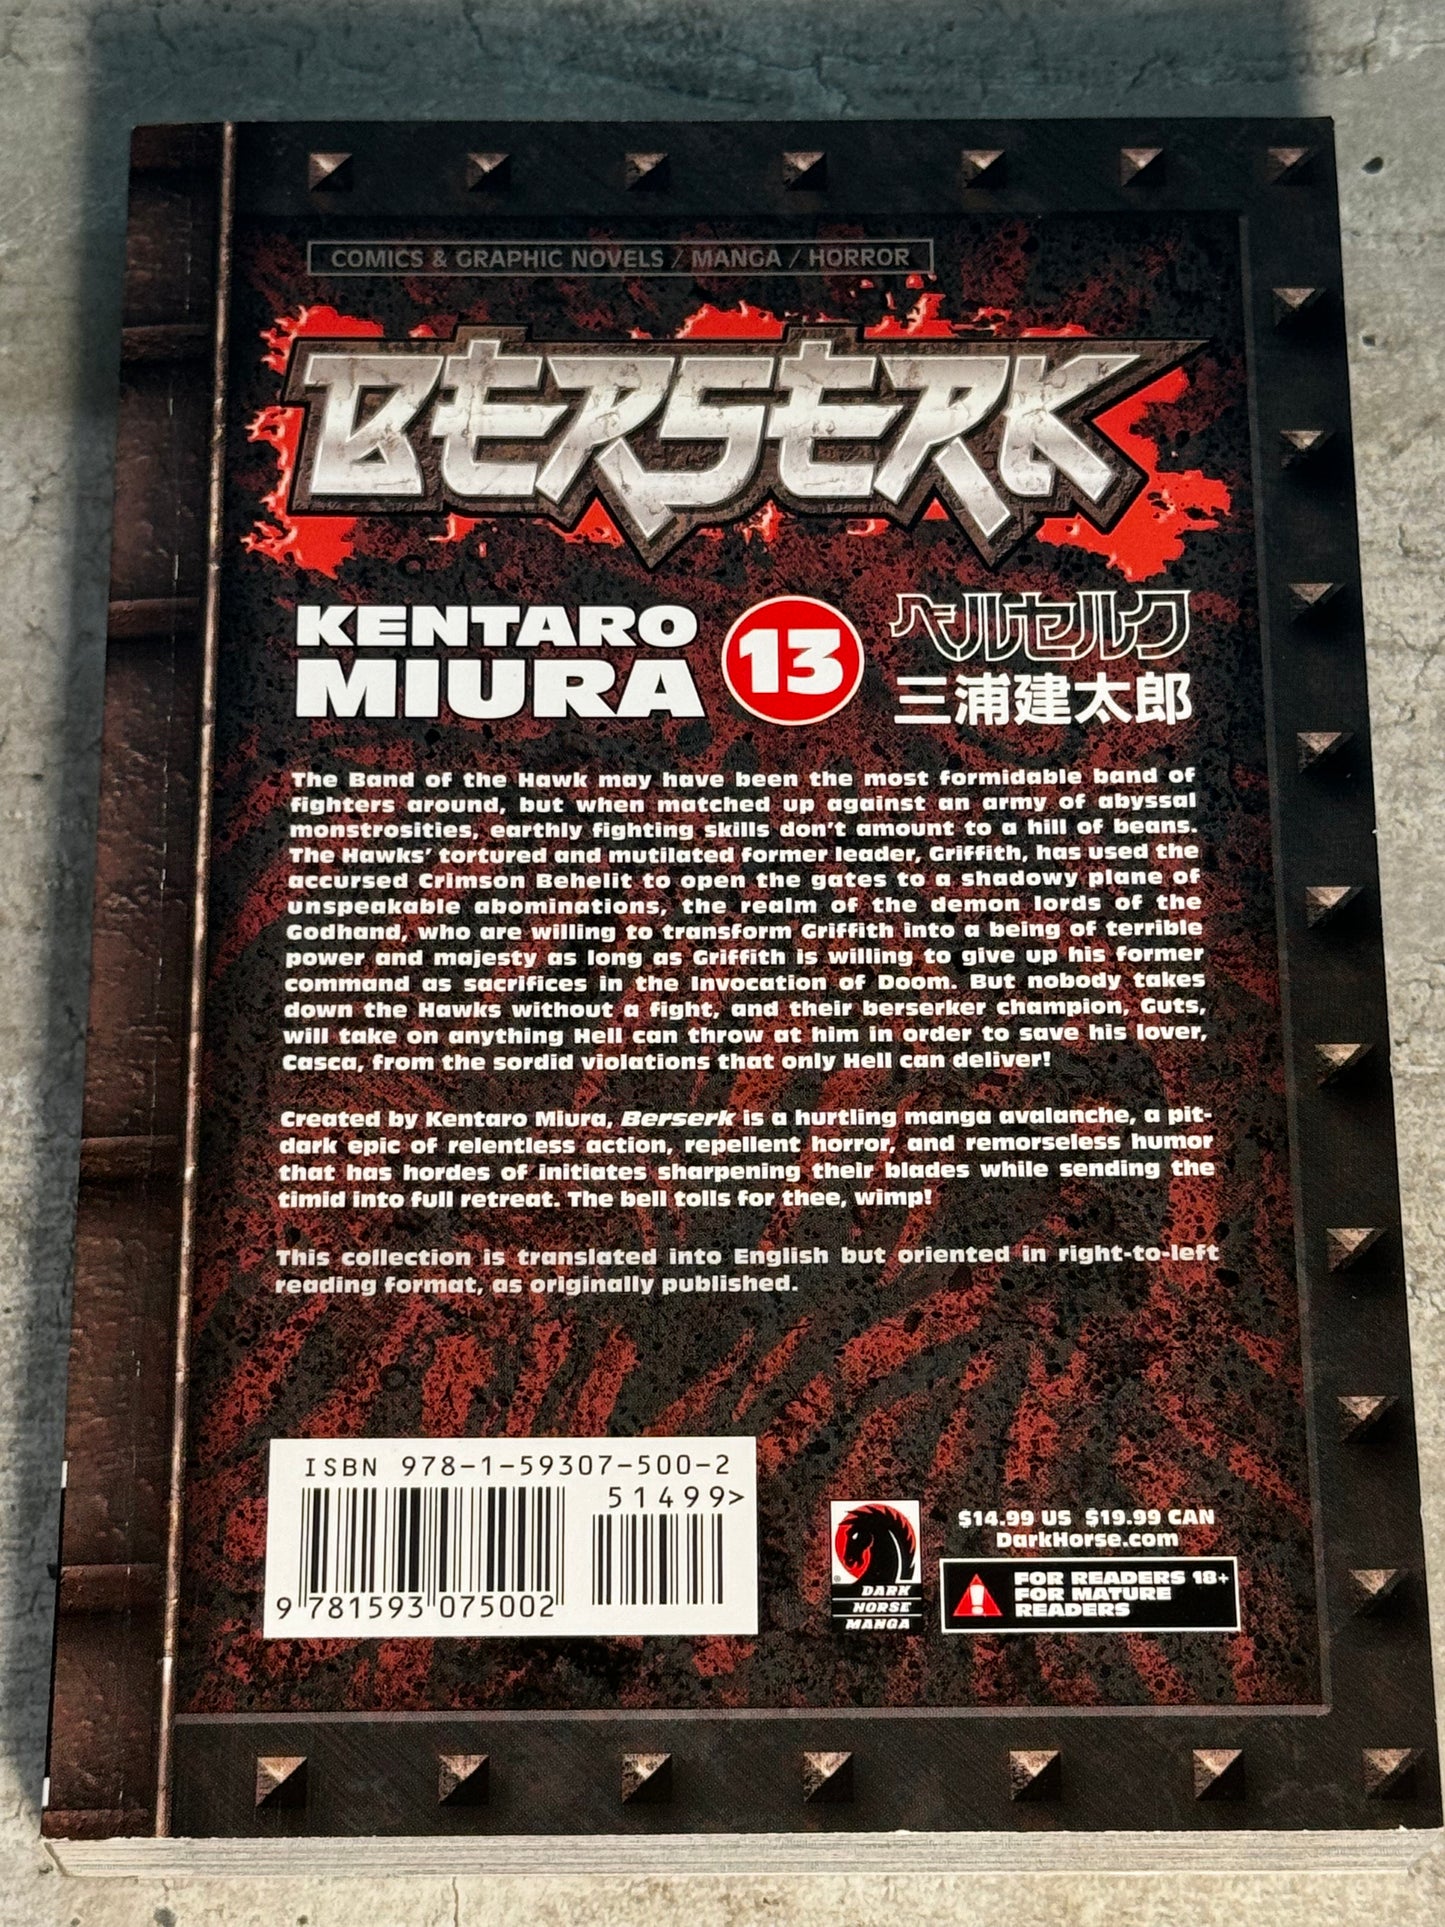 COMICS & GRAPHIC NOVELS / MANGA / HORROR
BERSERK
KENTARO
MIURA
13
ベルセルク
三浦建太郎
The Band of the Hawk may have been the most formidable band of
fighters around, but when matched up against an army of abyssal
monstrosities, earthly fighting skills don't amount to a hill of beans.
The Hawks' tortured and mutilated former leader, Griffith, has used the
accursed Crimson Behelit to open the gates to a shadowy plane of
unspeakable abominations, the realm of the demon lords of the
Godhand, who are willing to transform Griffith into a being of terrible
power and majesty as long as Griffith is willing to give up his former
command as sacrifices in the Invocation of Doom. But nobody takes
down the Hawks without a fight, and their berserker champion, Guts,
will take on anything Hell can throw at him in order to save his lover,
Casca, from the sordid violations that only Hell can deliver!
Created by Kentaro Miura, Berserk is a hurtling manga avalanche, a pit-
dark epic of relentless action, repellent horror, and remorseless humor
that has hordes of initiates sharpening their blades while sending the
timid into full retreat. The bell tolls for thee, wimp!
This collection is translated into English but oriented in right-to-left
reading format, as originally published.
ISBN 978-1-59307-500-2
51499>
9 781593 075002
DARK
HORSE
MANGA
$14.99 US $19.99 CAN
DarkHorse.com
FOR READERS 18+
FOR MATURE
READERS